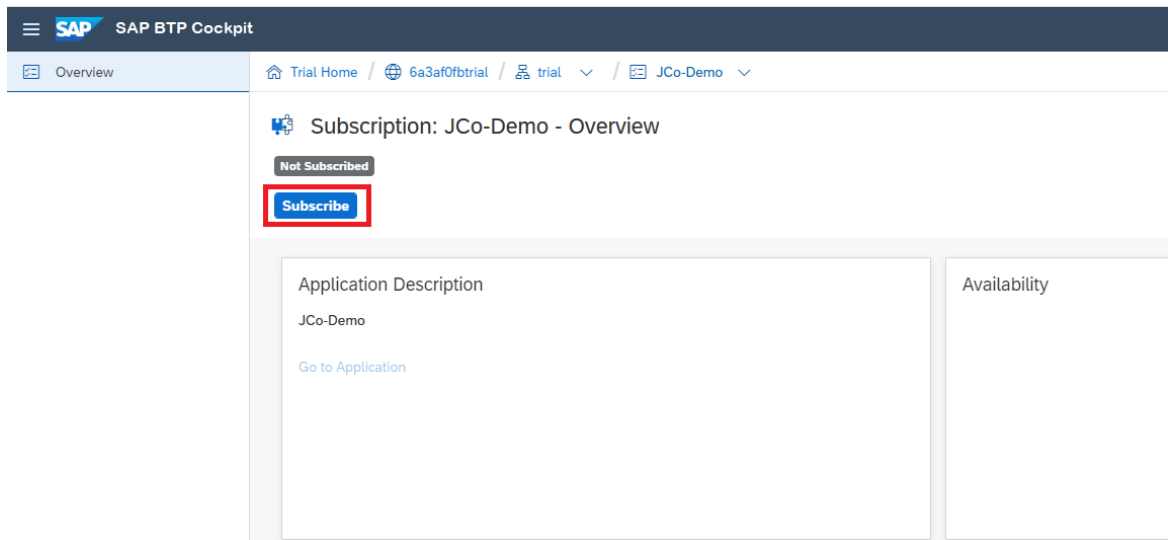 SAP SAP BTP Cockpit
Overview
Trial Home / 6a3af0fbtrial / trial / JCo-Demo
Subscription: JCo-Demo - Overview
Not Subscribed
Subscribe
Application Description
JCo-Demo
Go to Application
Availability